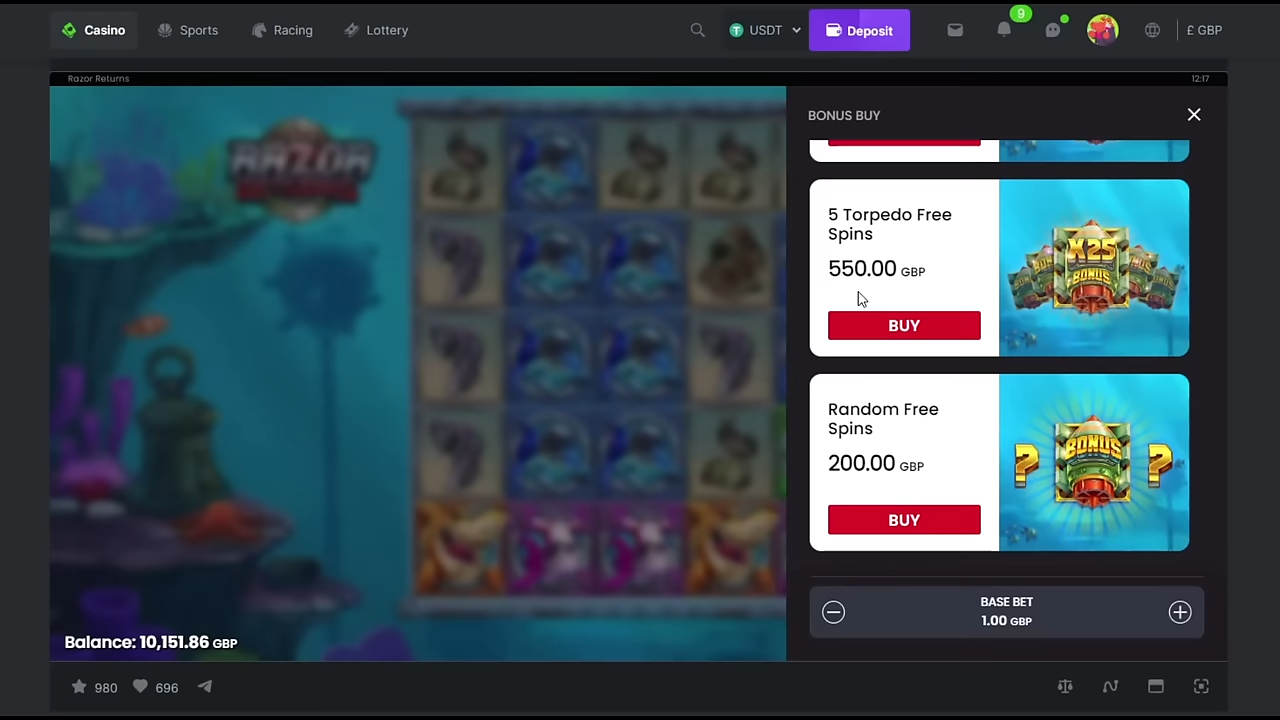 Casino
Sports
Racing
Lottery
USDT
Deposit
9
£ GBP
Razor Returns
12:17
RAZOR
BONUS BUY
5 Torpedo Free
Spins
550.00 GBP
BUY
X25
BONUS
Random Free
Spins
200.00 GBP
BUY
? BONUS ?
BASE BET
1.00 GBP
Balance: 10,151.86 GBP
980
696